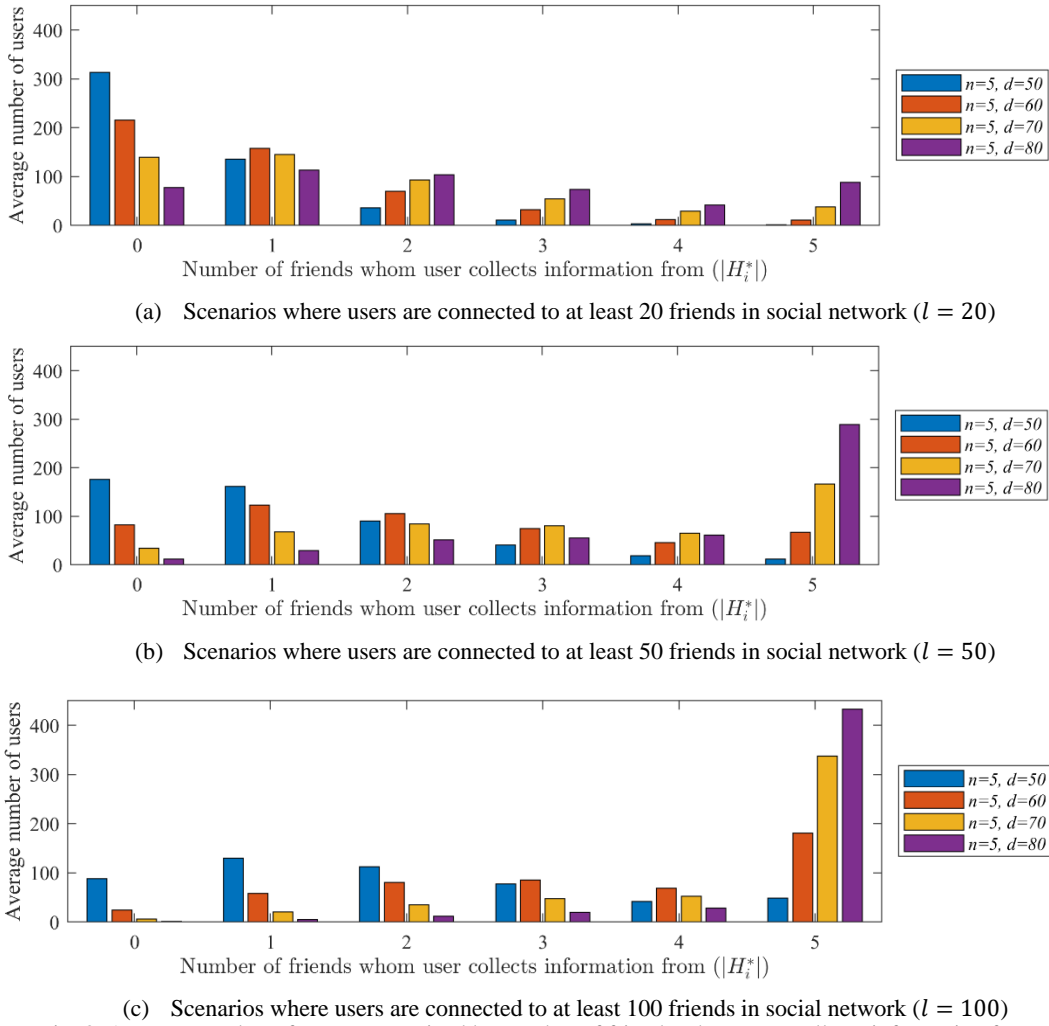 400
300
200
100
0
Average number of users
0 1 2 3 4 5
Number of friends whom user collects information from (|H_i^*|)
n=5, d=50
n=5, d=60
n=5, d=70
n=5, d=80
(a) Scenarios where users are connected to at least 20 friends in social network (l = 20)
400
300
200
100
0
Average number of users
0 1 2 3 4 5
Number of friends whom user collects information from (|H_i^*|)
n=5, d=50
n=5, d=60
n=5, d=70
n=5, d=80
(b) Scenarios where users are connected to at least 50 friends in social network (l = 50)
400
300
200
100
0
Average number of users
0 1 2 3 4 5
Number of friends whom user collects information from (|H_i^*|)
n=5, d=50
n=5, d=60
n=5, d=70
n=5, d=80
(c) Scenarios where users are connected to at least 100 friends in social network (l = 100)